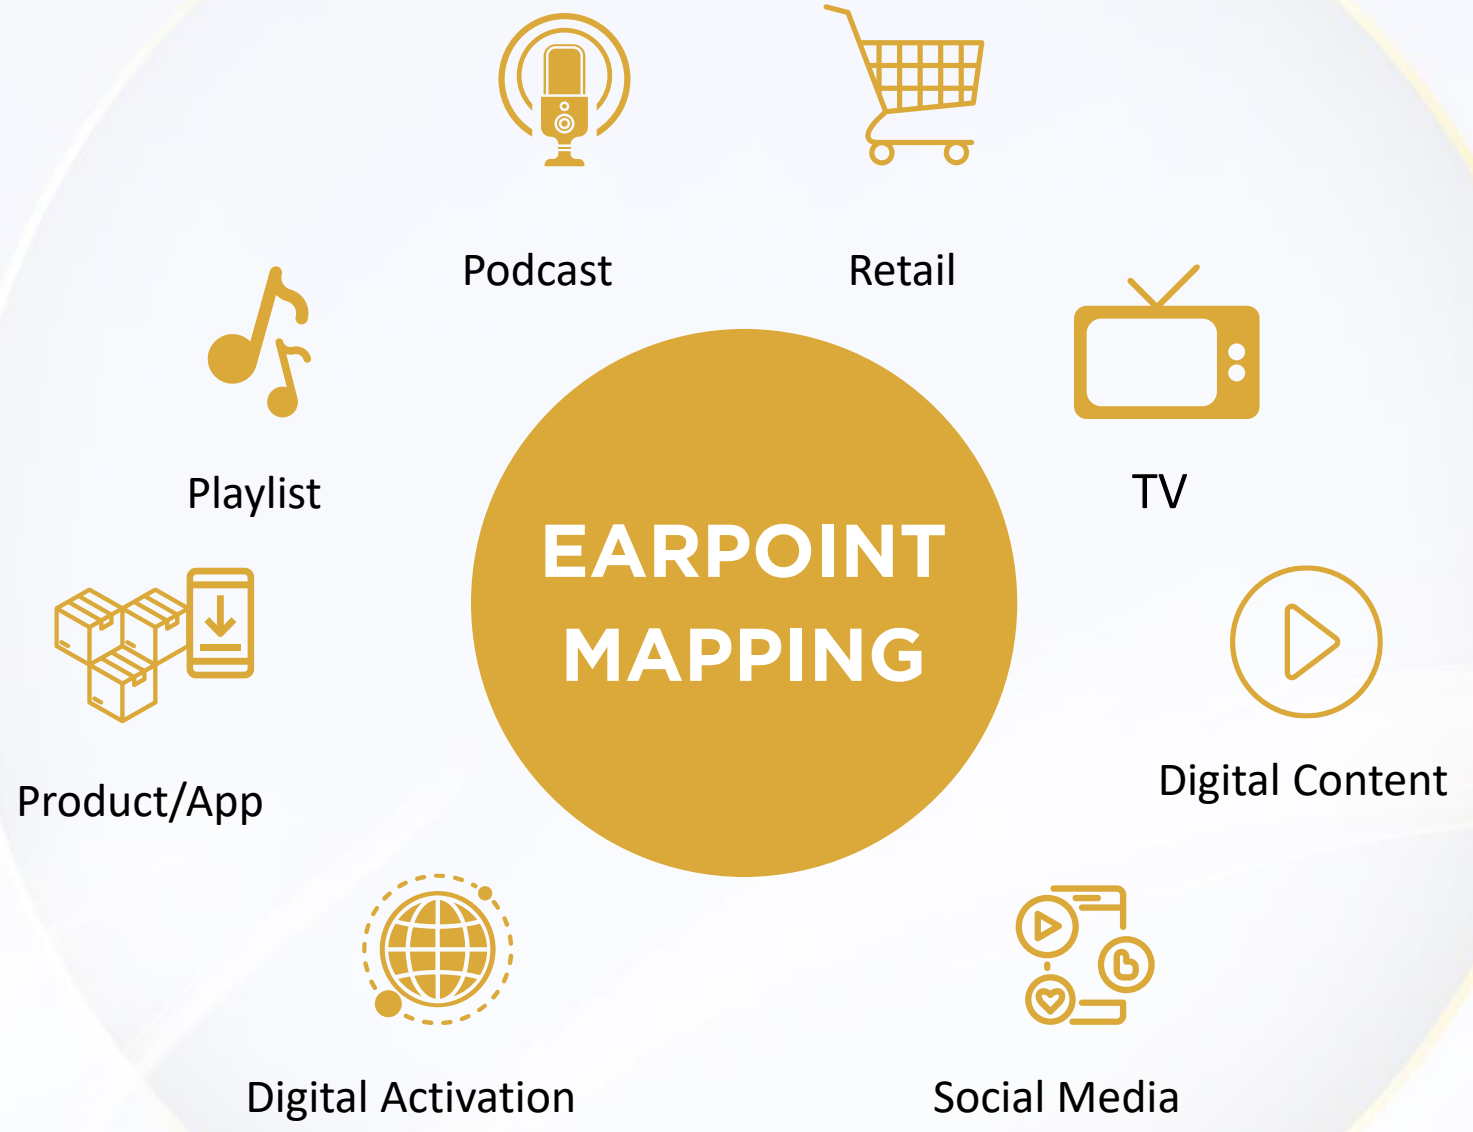 Podcast
Retail
Playlist
TV
EARPOINT
MAPPING
Product/App
Digital Content
Digital Activation
Social Media